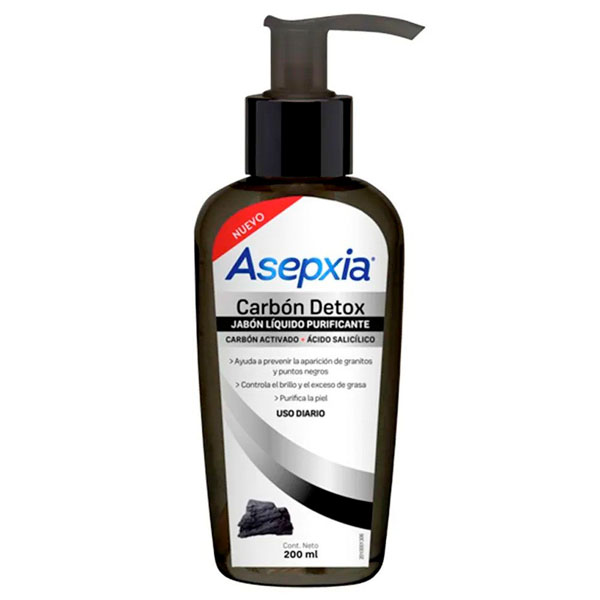 NUEVO
Asepxia®
Carbón Detox
JABÓN LÍQUIDO PURIFICANTE
CARBÓN ACTIVADO • ÁCIDO SALICÍLICO
> Ayuda a prevenir la aparición de granitos
y puntos negros
> Controla el brillo y el exceso de grasa
> Purifica la piel
USO DIARIO
Cont. Neto
200 ml